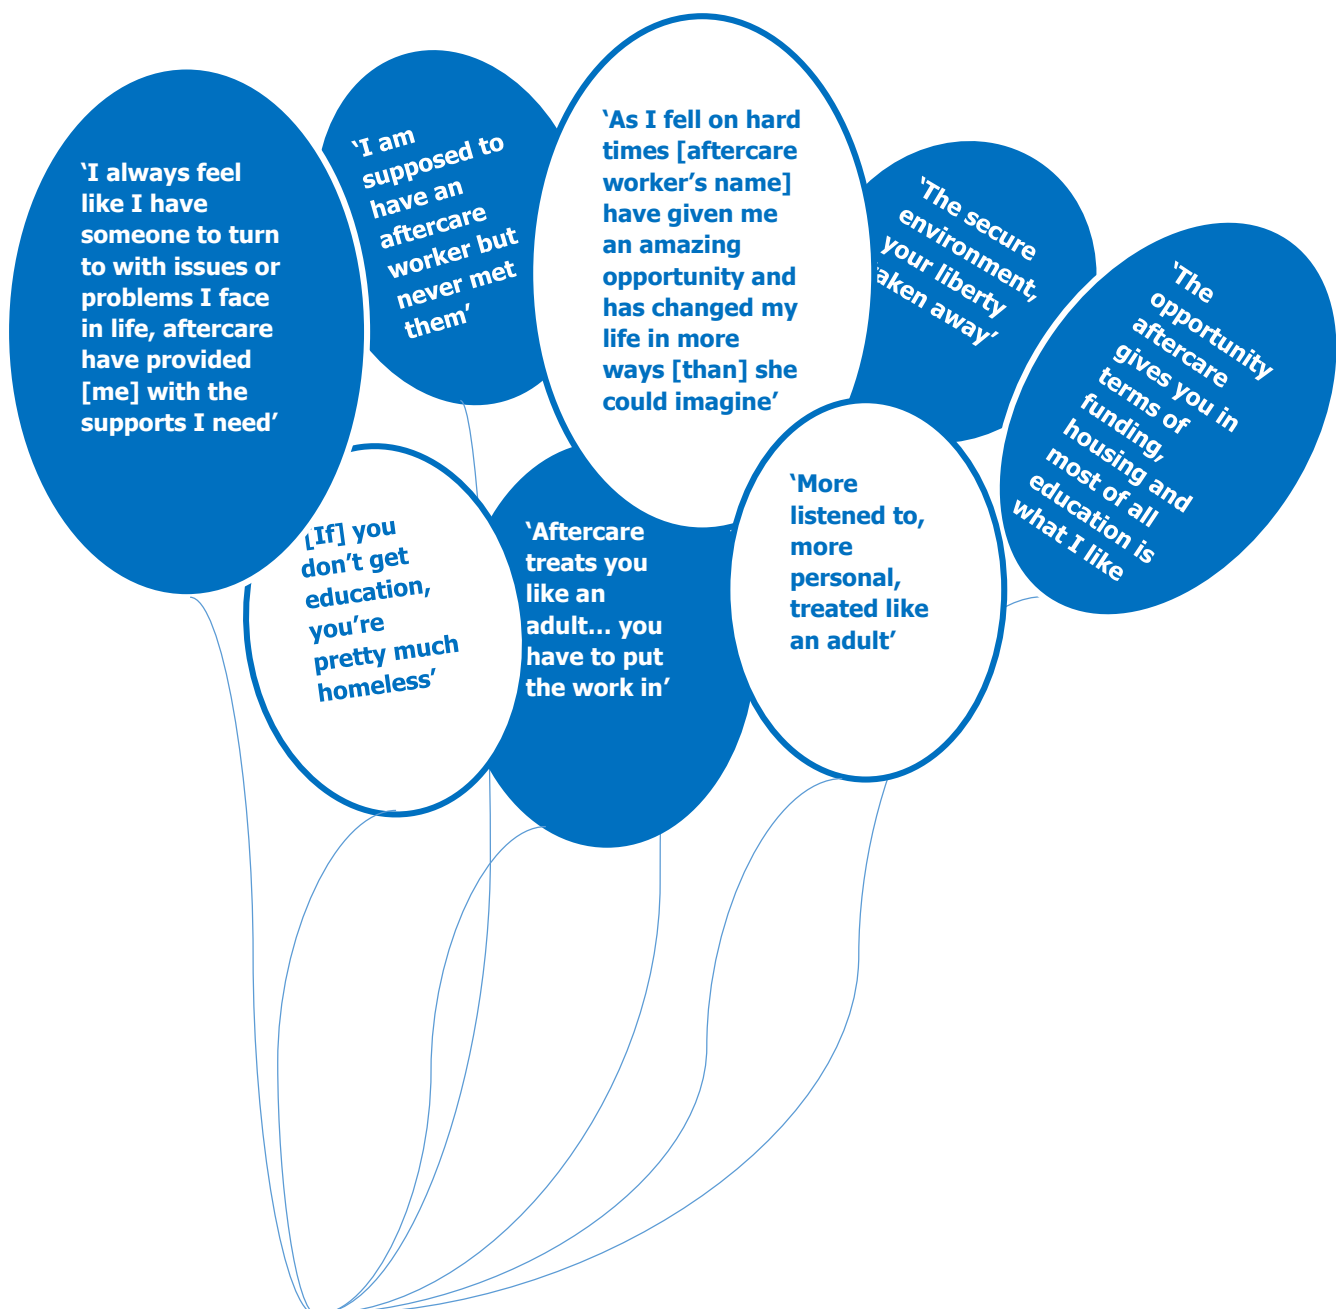 ‘I always feel
like I have
someone to turn
to with issues or
problems I face
in life, aftercare
have provided
[me] with the
supports I need’
‘I am
supposed to
have an
aftercare
worker but
never met
them’
‘As I fell on hard
times [aftercare
worker’s name]
have given me
an amazing
opportunity and
has changed my
life in more
ways [than] she
could imagine’
‘The secure
environment,
your liberty
taken away’
‘The
opportunity
aftercare
gives you in
terms of
funding,
housing and
most of all
education is
what I like
[If] you
don’t get
education,
you’re
pretty much
homeless’
‘Aftercare
treats you
like an
adult... you
have to put
the work in’
‘More
listened to,
more
personal,
treated like
an adult’